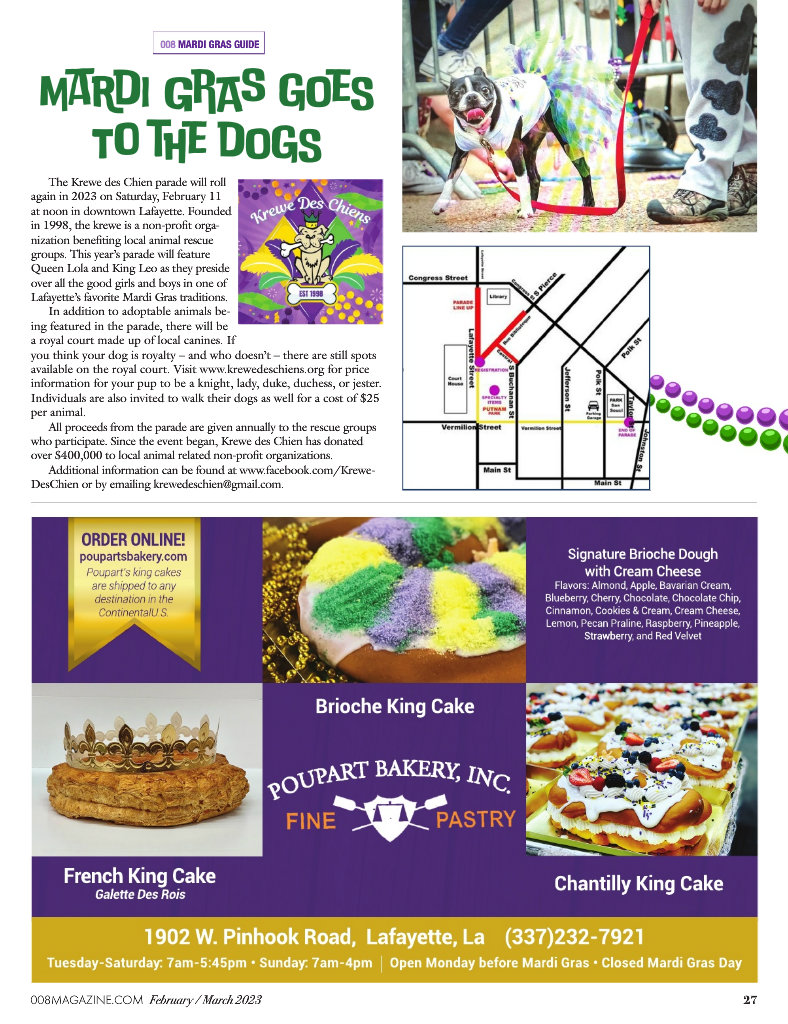 008 MARDI GRAS GUIDE
MARDI GRAS GOES
TO THE DOGS
The Krewe des Chien parade will roll
again in 2023 on Saturday, February 11
at noon in downtown Lafayette. Founded
in 1998, the krewe is a non-profit orga-
nization benefiting local animal rescue
groups. This year's parade will feature
Queen Lola and King Leo as they preside
over all the good girls and boys in one of
Lafayette's favorite Mardi Gras traditions.
In addition to adoptable animals be-
ing featured in the parade, there will be
a royal court made up of local canines. If
you think your dog is royalty – and who doesn't – there are still spots
available on the royal court. Visit www.krewedeschiens.org for price
information for your pup to be a knight, lady, duke, duchess, or jester.
Individuals are also invited to walk their dogs as well for a cost of $25
per animal.
All proceeds from the parade are given annually to the rescue groups
who participate. Since the event began, Krewe des Chien has donated
over $400,000 to local animal related non-profit organizations.
Additional information can be found at www.facebook.com/Krewe-
DesChien or by emailing krewedeschien@gmail.com.
Krewe Des Chiens
EST 1998
Congress Street
Lafayette Street
Congress
S S Pierce
PARADE
LINE UP
Library
Lafayette Street
Court
House
REGISTRATION
SPECIALTY
ITEMS
PUTNAM
PARK
S Buchanan St
Jefferson St
Polk St
Polk St
Parking
Garage
PARK
San
Souci
Taylor
END OF
PARADE
Johnston St
Vermilion Street
Vermilion Street
Main St
Main St
ORDER ONLINE!
poupartsbakery.com
Poupart's king cakes
are shipped to any
destination in the
ContinentalU.S.
Signature Brioche Dough
with Cream Cheese
Flavors: Almond, Apple, Bavarian Cream,
Blueberry, Cherry, Chocolate, Chocolate Chip,
Cinnamon, Cookies & Cream, Cream Cheese,
Lemon, Pecan Praline, Raspberry, Pineapple,
Strawberry, and Red Velvet
Brioche King Cake
POUPART BAKERY, INC.
FINE PASTRY
French King Cake
Galette Des Rois
Chantilly King Cake
1902 W. Pinhook Road, Lafayette, La (337)232-7921
Tuesday-Saturday: 7am-5:45pm • Sunday: 7am-4pm | Open Monday before Mardi Gras • Closed Mardi Gras Day
008MAGAZINE.COM February / March 2023
27